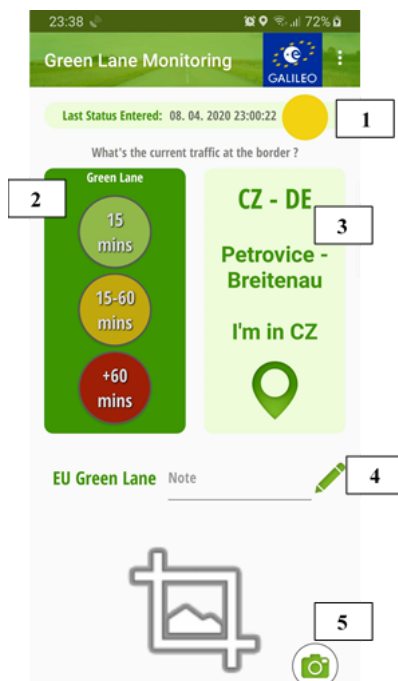 23:38 72%
Green Lane Monitoring
GALILEO
Last Status Entered: 08. 04. 2020 23:00:22
1
What's the current traffic at the border ?
2
Green Lane
15
mins
15-60
mins
+60
mins
CZ - DE
3
Petrovice -
Breitenau
I'm in CZ
EU Green Lane Note
4
5